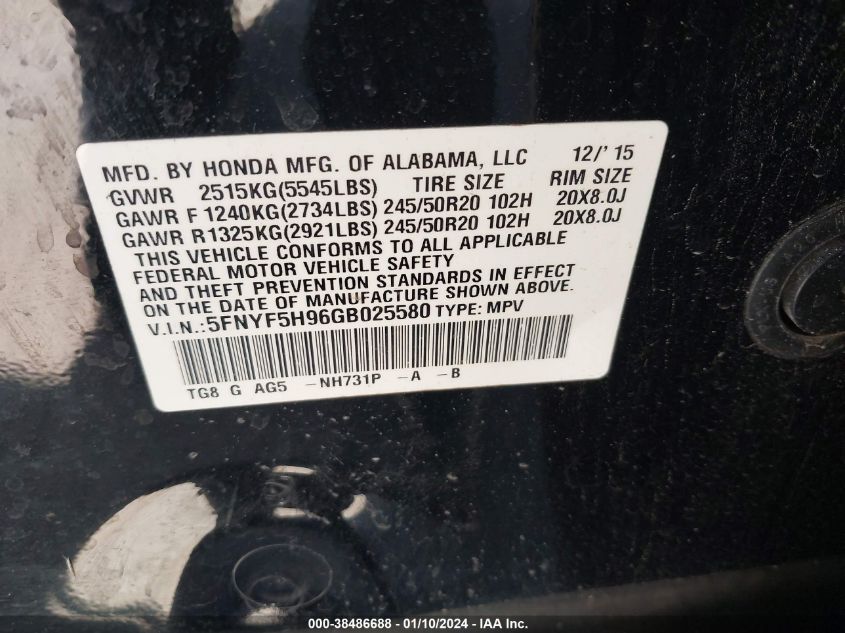 MFD. BY HONDA MFG. OF ALABAMA, LLC 12/'15
GVWR 2515KG(5545LBS) TIRE SIZE RIM SIZE
GAWR F 1240KG(2734LBS) 245/50R20 102H 20X8.0J
GAWR R 1325KG(2921LBS) 245/50R20 102H 20X8.0J
THIS VEHICLE CONFORMS TO ALL APPLICABLE
FEDERAL MOTOR VEHICLE SAFETY
AND THEFT PREVENTION STANDARDS IN EFFECT
ON THE DATE OF MANUFACTURE SHOWN ABOVE.
V.I.N.:5FNYF5H96GB025580 TYPE: MPV
TG8 G AG5 -NH731P -A -B
000-38486688 - 01/10/2024 - IAA Inc.